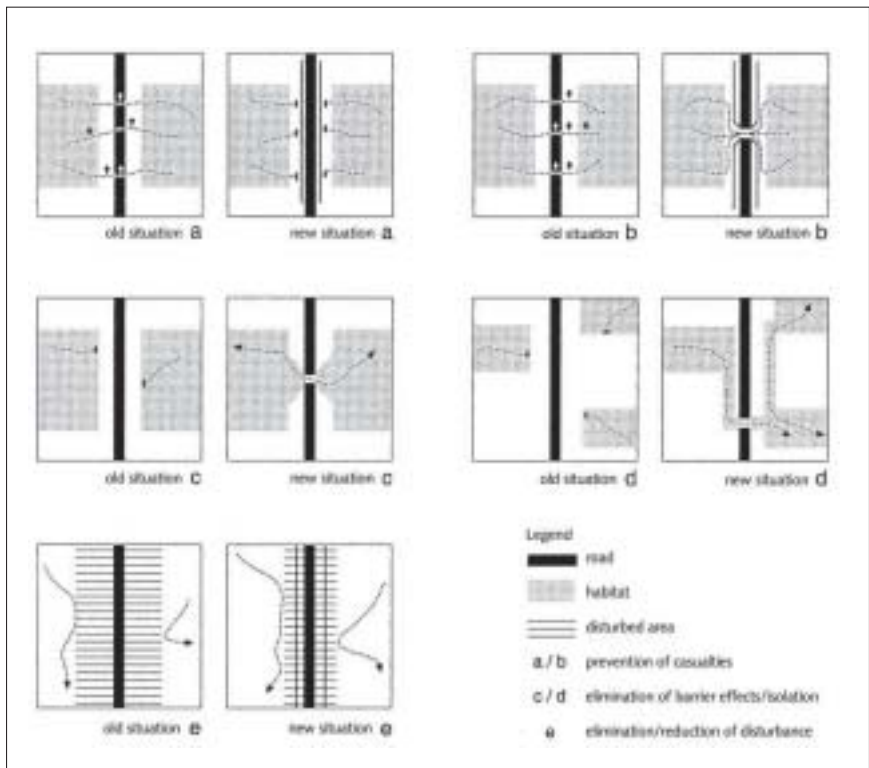 old situation a
new situation a
old situation b
new situation b
old situation c
new situation c
old situation d
new situation d
old situation e
new situation e
Legend
road
habitat
disturbed area
a / b prevention of casualties
c / d elimination of barrier effects/isolation
e elimination/reduction of disturbance